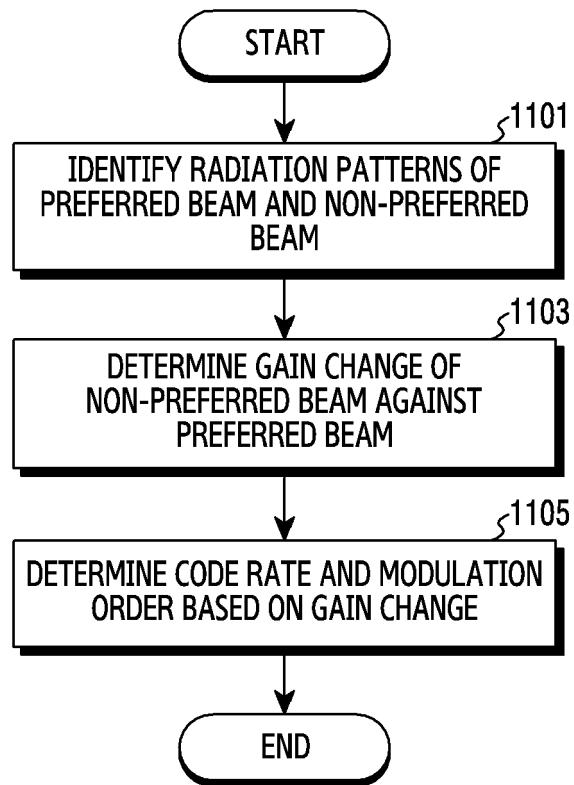 START
1101
IDENTIFY RADIATION PATTERNS OF
PREFERRED BEAM AND NON-PREFERRED
BEAM
1103
DETERMINE GAIN CHANGE OF
NON-PREFERRED BEAM AGAINST
PREFERRED BEAM
1105
DETERMINE CODE RATE AND MODULATION
ORDER BASED ON GAIN CHANGE
END